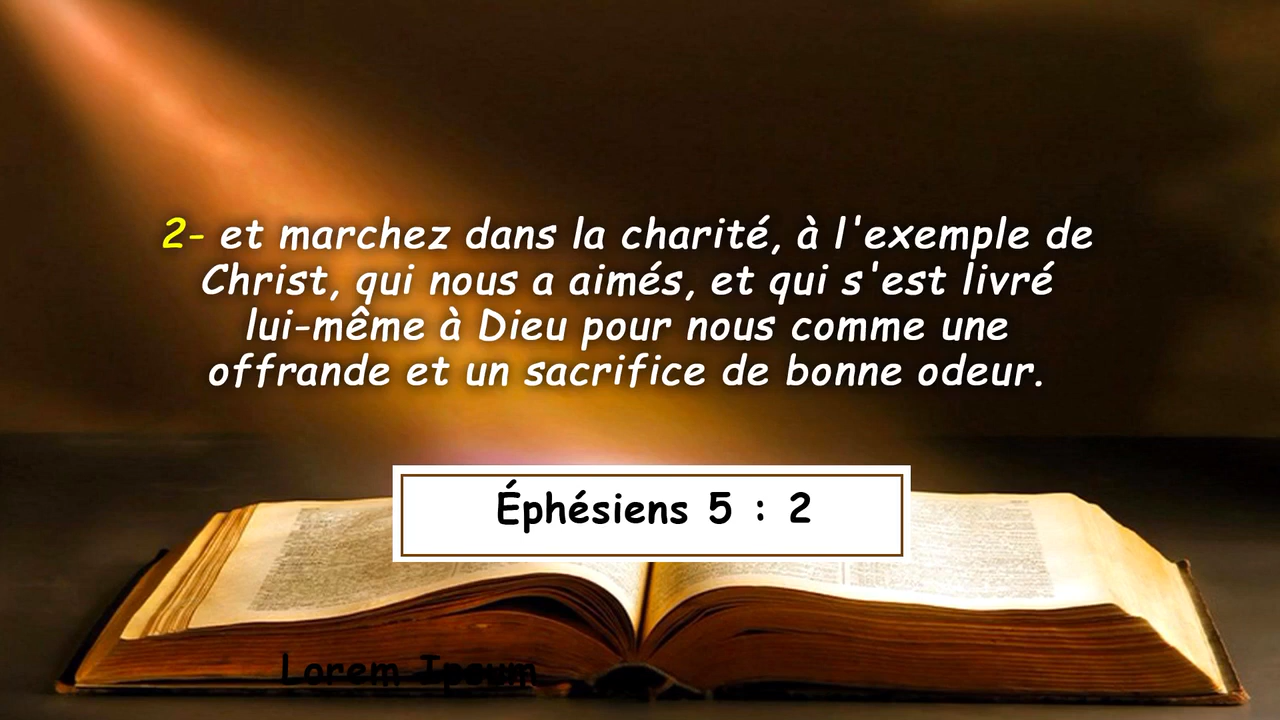 2- et marchez dans la charité, à l'exemple de
Christ, qui nous a aimés, et qui s'est livré
lui-même à Dieu pour nous comme une
offrande et un sacrifice de bonne odeur.
Éphésiens 5 : 2
Lorem Ipsum